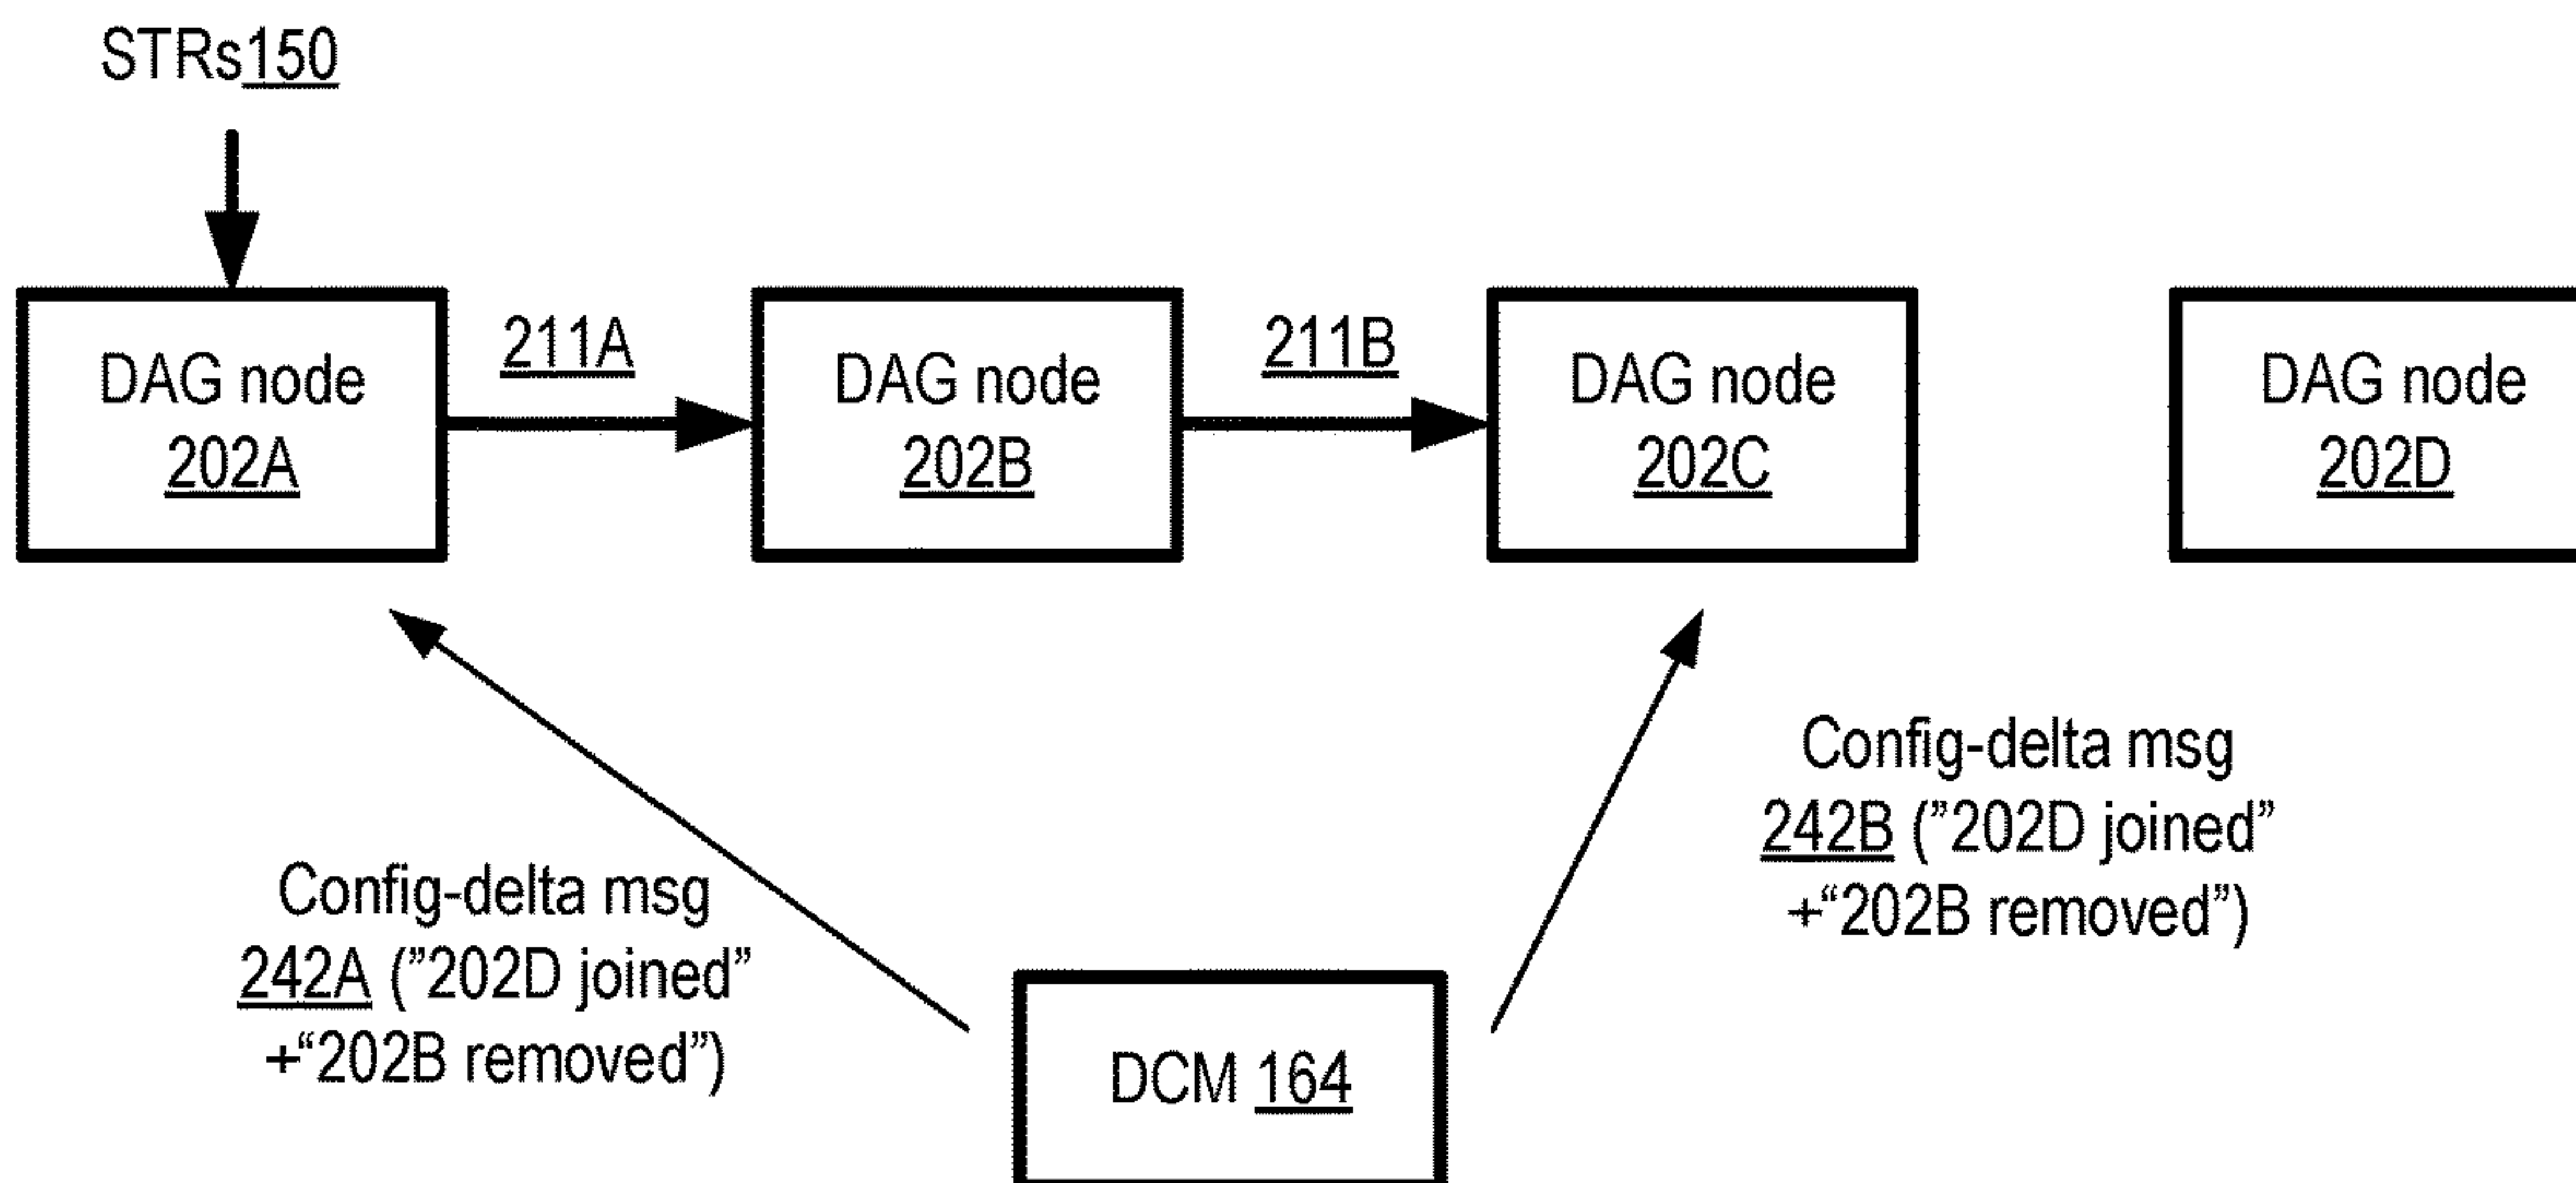 STRs150
211A
211B
DAG node
202A
DAG node
202B
DAG node
202C
DAG node
202D
Config-delta msg
242B (”202D joined”
+“202B removed”)
Config-delta msg
242A (”202D joined”
+“202B removed”)
DCM 164